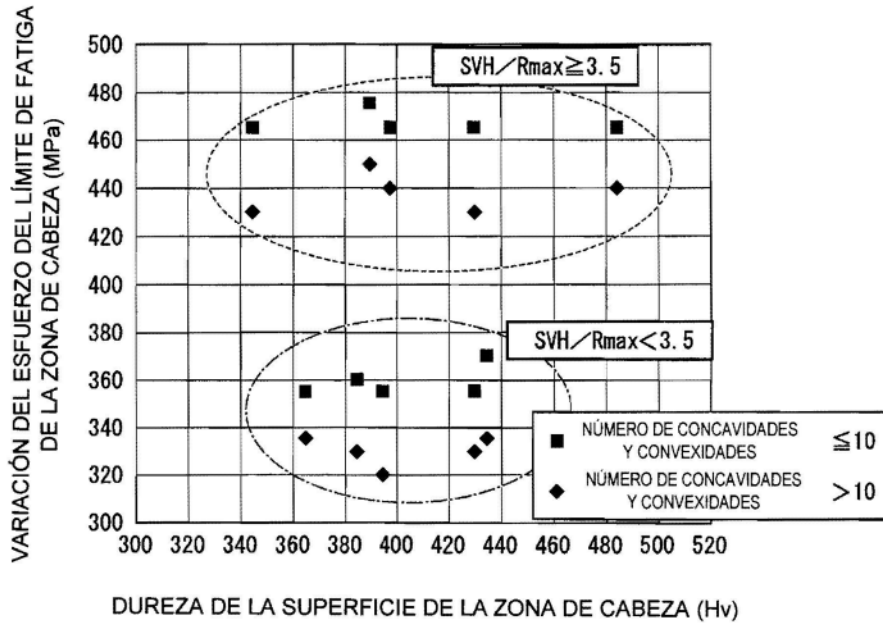 VARIACIÓN DEL ESFUERZO DEL LÍMITE DE FATIGA
DE LA ZONA DE CABEZA (MPa)
500
480
460
440
420
400
380
360
340
320
300
SVH/Rmax≧3.5
SVH/Rmax<3.5
■ NÚMERO DE CONCAVIDADES
Y CONVEXIDADES ≦10
◆ NÚMERO DE CONCAVIDADES
Y CONVEXIDADES >10
300 320 340 360 380 400 420 440 460 480 500 520
DUREZA DE LA SUPERFICIE DE LA ZONA DE CABEZA (Hv)